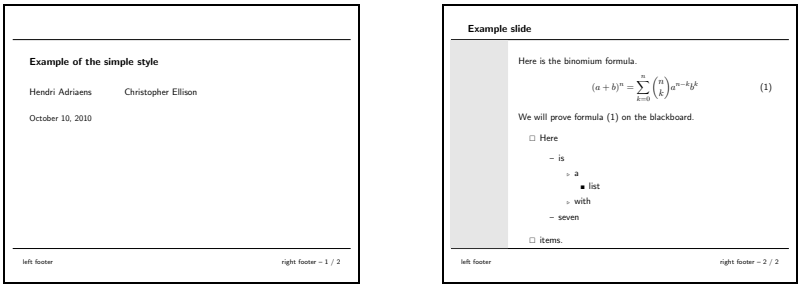 Example of the simple style
Hendri Adriaens Christopher Ellison
October 10, 2010
left footer
right footer – 1 / 2
Example slide
Here is the binomium formula.
(a + b)^n = \sum_{k=0}^{n} \binom{n}{k} a^{n−k} b^k (1)
We will prove formula (1) on the blackboard.
□ Here
– is
▹ a
■ list
▹ with
– seven
□ items.
left footer
right footer – 2 / 2